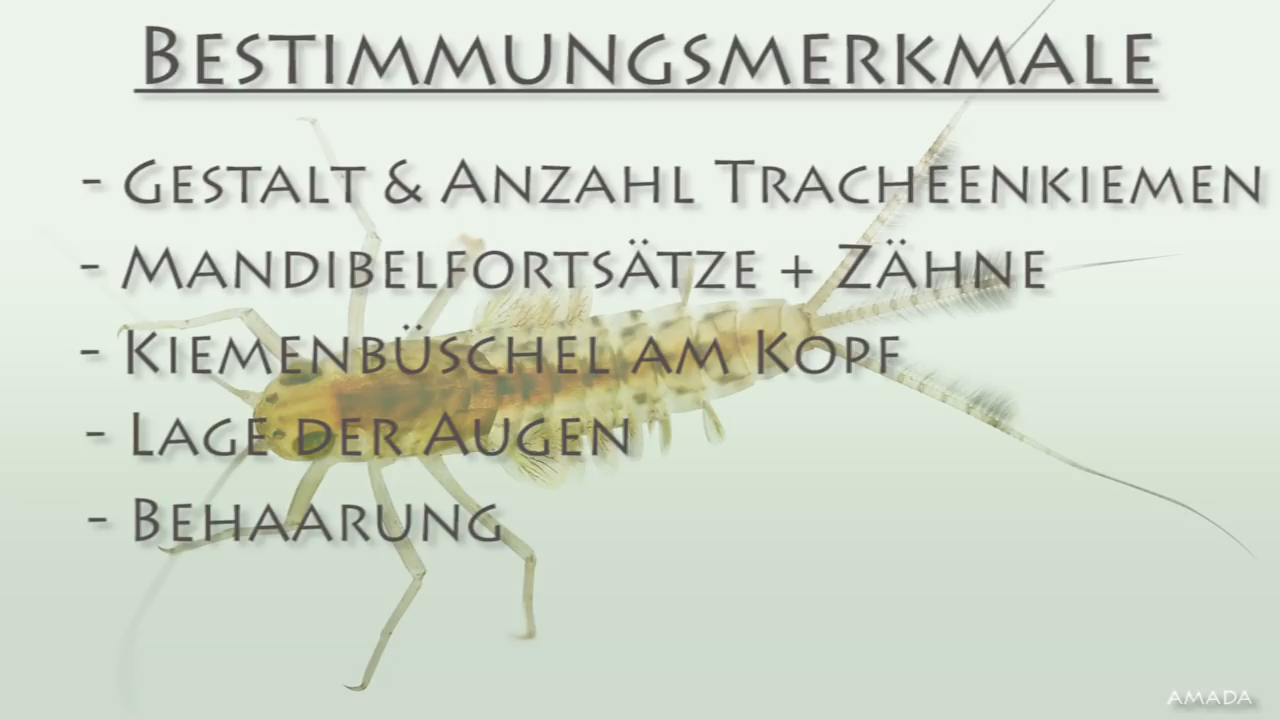 BESTIMMUNGSMERKMALE
- GESTALT & ANZAHL TRACHEENKIEMEN
- MANDIBELFORTSÄTZE + ZÄHNE
- KIEMENBÜSCHEL AM KOPF
- LAGE DER AUGEN
- BEHAARUNG
AMADA